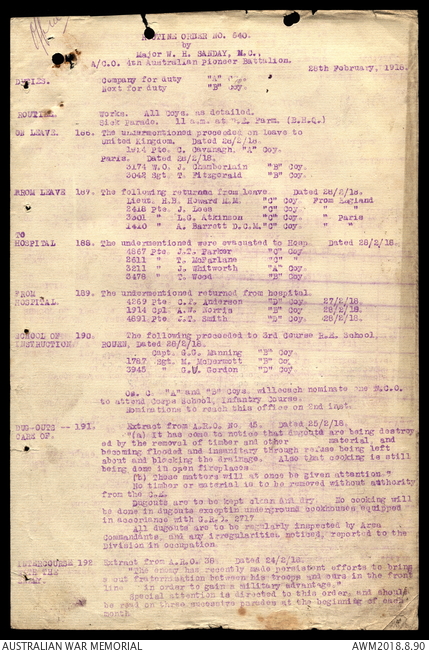 ROUTINE ORDER NO. 540.
by
Major W. H. SANDAY, M.C.,
A/C.O. 4th Australian Pioneer Battalion.
28th February, 1918.
DUTIES. Company for duty "A" Coy.
Next for duty "B" Coy.
ROUTINE. Works. All Coys. as detailed.
Sick Parade. 11 a.m. at Farm. (B.H.Q.)
ON LEAVE. 186. The undermentioned proceeded on leave to
United Kingdom. Dated 28/2/18.
1914 Pte. C. Cavanagh, "A" Coy.
Paris. Dated 28/2/18.
3174 W.O. J. Chamberlain "B" Coy.
3042 Sgt. T. Fitzgerald "B" Coy.
FROM LEAVE 187. The following returned from leave. Dated 28/2/18.
Lieut. H.B. Howard M.M. "C" Coy From England
2418 Pte. J. Lees "C" Coy. " "
3301 " L.G. Atkinson "C" Coy. " Paris
1410 " A. Barrett D.C.M. "C" Coy. " "
TO
HOSPITAL 188. The undermentioned were evacuated to Hosp. Dated 28/2/18.
4867 Pte. J.T. Parker "C" Coy.
2611 " T. McFarlane "C" "
3211 " J. Whitworth "A" Coy.
3478 " T. Wood "B" Coy.
FROM
HOSPITAL. 189. The undermentioned returned from hospital.
4269 Pte. C.P. Anderson "D" Coy. 27/2/18.
1914 Cpl. A.W. Norris "B" Coy 28/2/18.
4891 Pte. J.T. Smith "D" Coy. 28/2/18.
SCHOOL OF
INSTRUCTION. 190. The following proceeded to 3rd Course R.E. School,
ROUEN, Dated 28/2/18.
Capt. G.G. Manning "B" Coy.
1787 Sgt. M. McDermott "B" Coy.
3945 " G.U. Gordon "D" Coy.
Os. C. "A" and "B" Coys. will each nominate one N.C.O.
to attend Corps School, Infantry Course.
Nominations to reach this office on 2nd inst.
DUG-OUTS -- 191.
CARE OF.
Extract from A.R.O. No. 45. Dated 25/2/18.
"(a) It has come to notice that dugouts are being destroy
ed by the removal of timber and other material, and
becoming flooded and insanitary through refuse being left
about and blocking the drainage. Also that cooking is still
being done in open fireplaces
(b) These matters will at once be given attention."
No timber or material is to be removed without authority
from the C.E.
Dugouts are to be kept clean and dry. No cooking will
be done in dugouts except in underground cookhouses equipped
in accordance with G.R.O. 2717
All dugouts are to be regularly inspected by Area
Commandants, and any irregularities noticed, reported to the
Division in occupation.
INTERCOURSE 192. Extract from A.R.O. 36. Dated 24/2/18.
WITH THE
ENEMY.
"The enemy has recently made persistent efforts to bring
about fraternisation between his troops and ours in the front
line in order to gain military advantage."
Special attention is directed to this order, and should
be read on three successive parades at the beginning of each
month
AUSTRALIAN WAR MEMORIAL
AWM2018.8.90